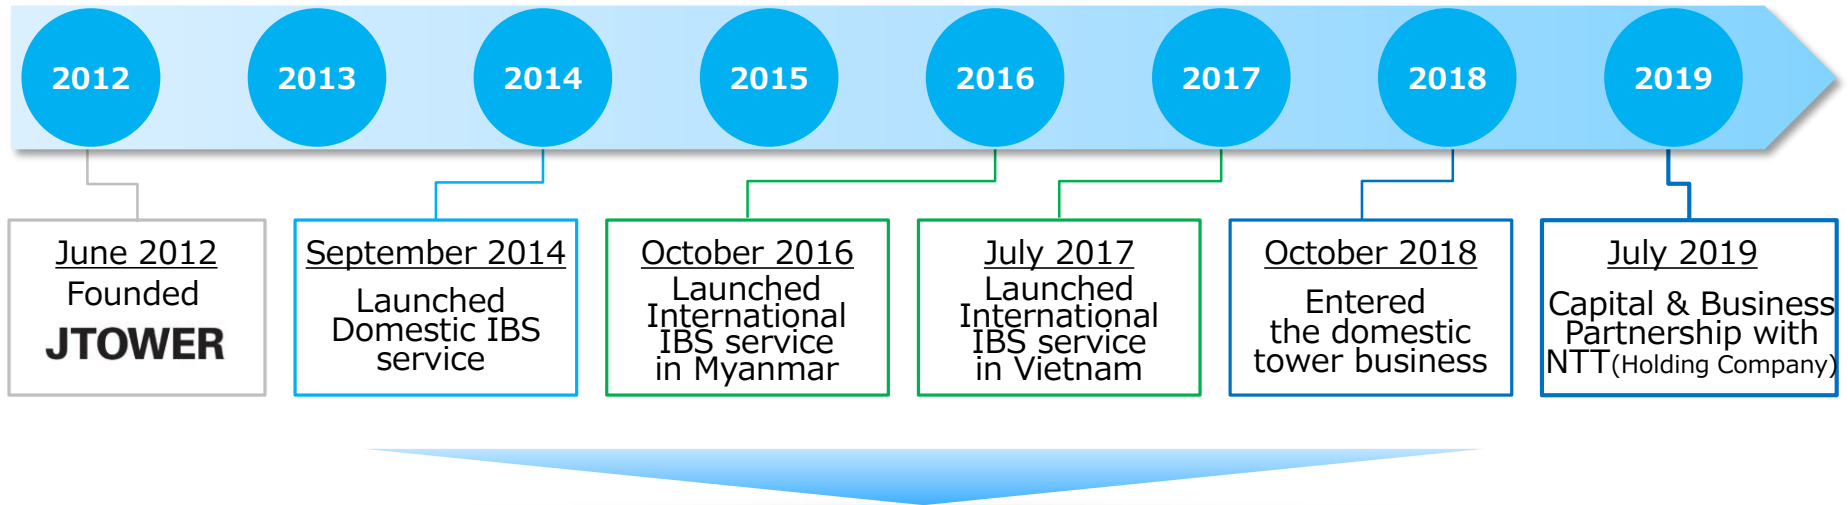 2012
2013
2014
2015
2016
2017
2018
2019
June 2012
Founded
JTOWER
September 2014
Launched
Domestic IBS
service
October 2016
Launched
International
IBS service
in Myanmar
July 2017
Launched
International
IBS service
in Vietnam
October 2018
Entered
the domestic
tower business
July 2019
Capital & Business
Partnership with
NTT(Holding Company)